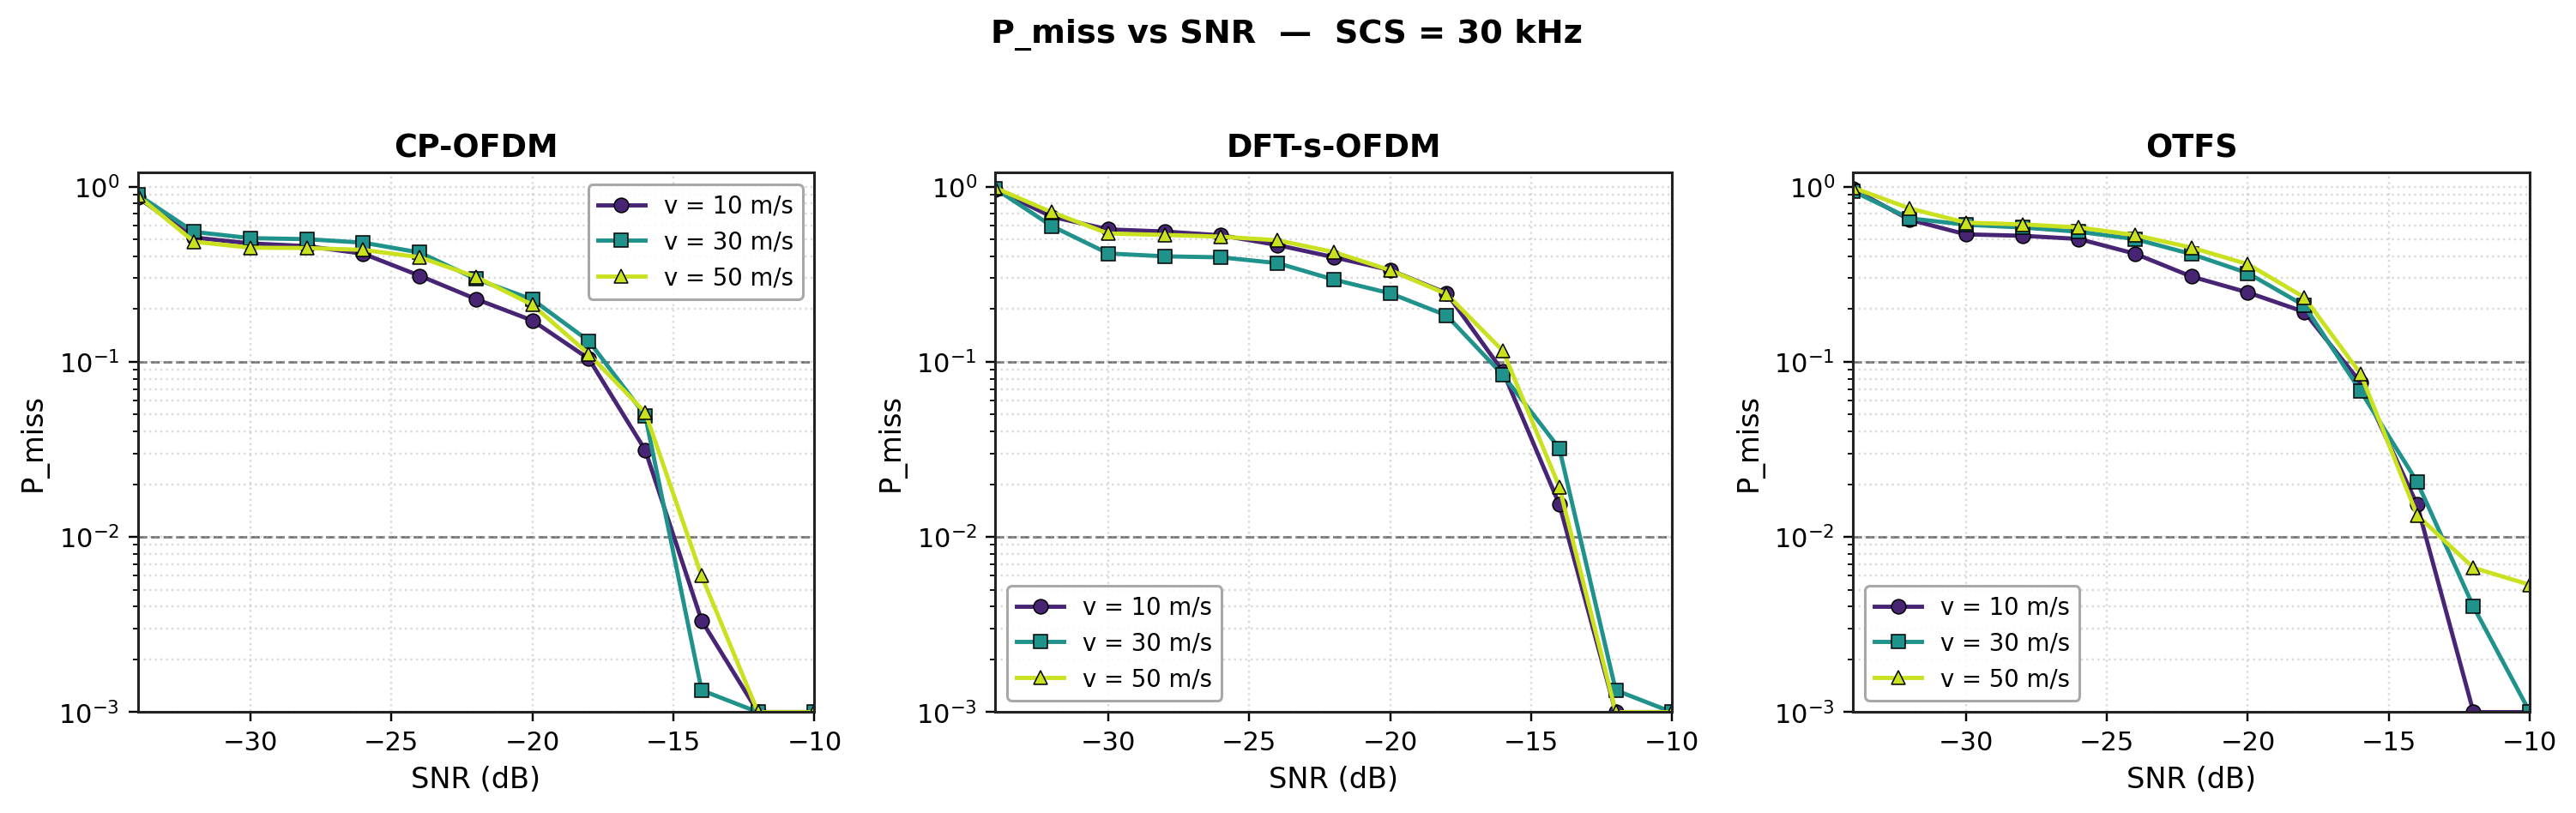 P_miss vs SNR — SCS = 30 kHz
CP-OFDM
10⁰
10⁻¹
10⁻²
10⁻³
P_miss
v = 10 m/s
v = 30 m/s
v = 50 m/s
−30 −25 −20 −15 −10
SNR (dB)
DFT-s-OFDM
10⁰
10⁻¹
10⁻²
10⁻³
P_miss
v = 10 m/s
v = 30 m/s
v = 50 m/s
−30 −25 −20 −15 −10
SNR (dB)
OTFS
10⁰
10⁻¹
10⁻²
10⁻³
P_miss
v = 10 m/s
v = 30 m/s
v = 50 m/s
−30 −25 −20 −15 −10
SNR (dB)